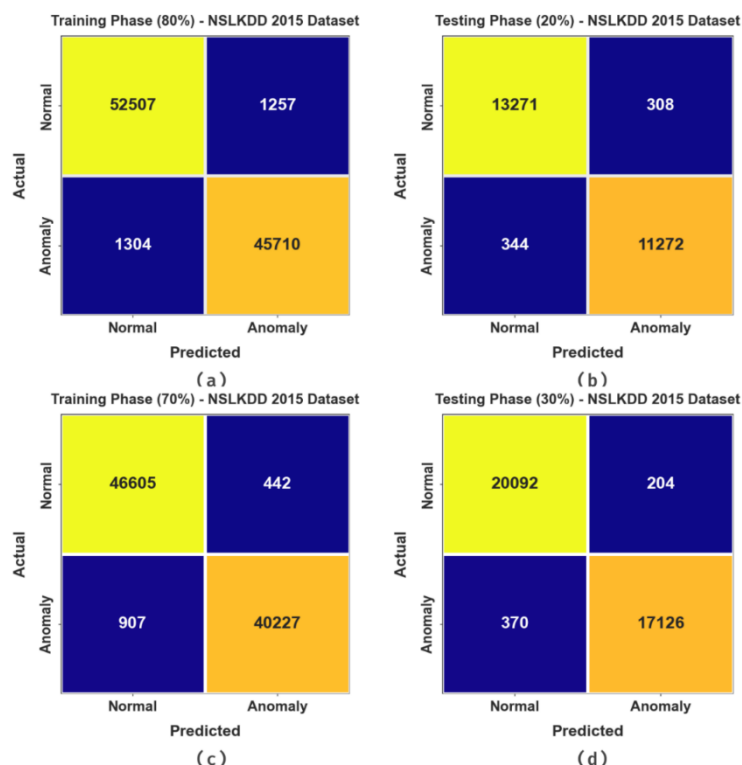 Training Phase (80%) - NSLKDD 2015 Dataset
Testing Phase (20%) - NSLKDD 2015 Dataset
Actual
Normal
52507
1257
Anomaly
1304
45710
Normal
Anomaly
Predicted
(a)
Actual
Normal
13271
308
Anomaly
344
11272
Normal
Anomaly
Predicted
(b)
Training Phase (70%) - NSLKDD 2015 Dataset
Testing Phase (30%) - NSLKDD 2015 Dataset
Actual
Normal
46605
442
Anomaly
907
40227
Normal
Anomaly
Predicted
(c)
Actual
Normal
20092
204
Anomaly
370
17126
Normal
Anomaly
Predicted
(d)